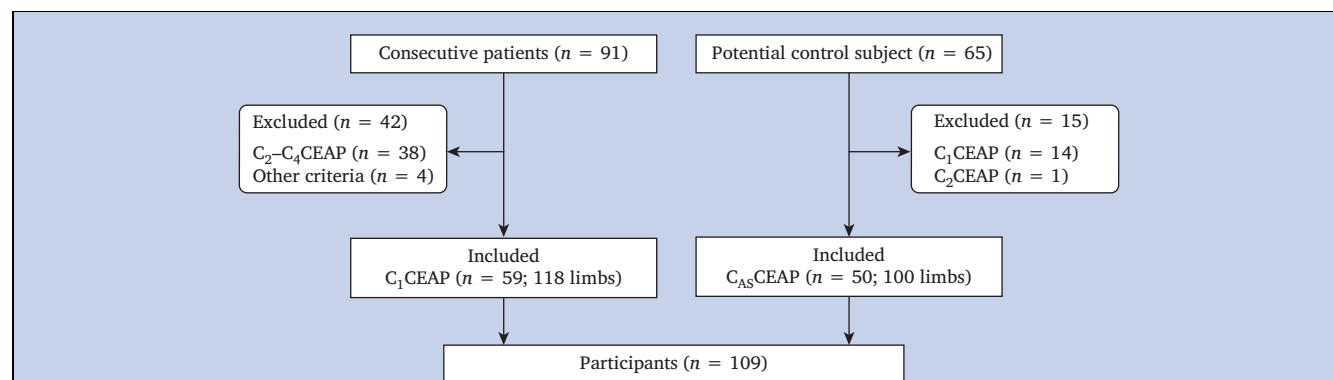 Consecutive patients (n = 91)
Potential control subject (n = 65)
Excluded (n = 42)
C₂–C₄CEAP (n = 38)
Other criteria (n = 4)
Excluded (n = 15)
C₁CEAP (n = 14)
C₂CEAP (n = 1)
Included
C₁CEAP (n = 59; 118 limbs)
Included
C_ASCEAP (n = 50; 100 limbs)
Participants (n = 109)